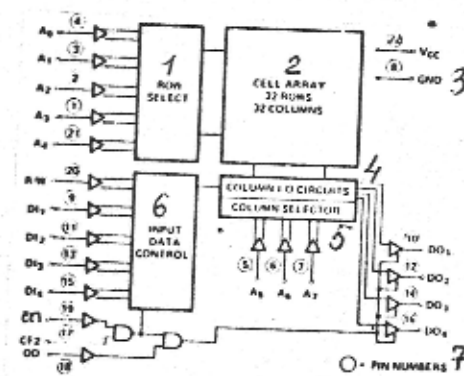 ④ A₀
③ A₁
2 A₂
① A₃
㉑ A₄
1
ROW
SELECT
2
CELL ARRAY
32 ROWS
32 COLUMNS
VCC
⑧ GND
3
4
COLUMN I/O CIRCUITS
COLUMN SELECTOR
5
⑤ ⑥ ⑦
A₅ A₆ A₇
⑳ R/W
⑨ DI₁
⑪ DI₂
⑬ DI₃
⑮ DI₄
6
INPUT
DATA
CONTROL
⑲ CE1
⑰ CE2
⑱ OD
10 DO₁
12 DO₂
14 DO₃
16 DO₄
○ - PIN NUMBERS 7